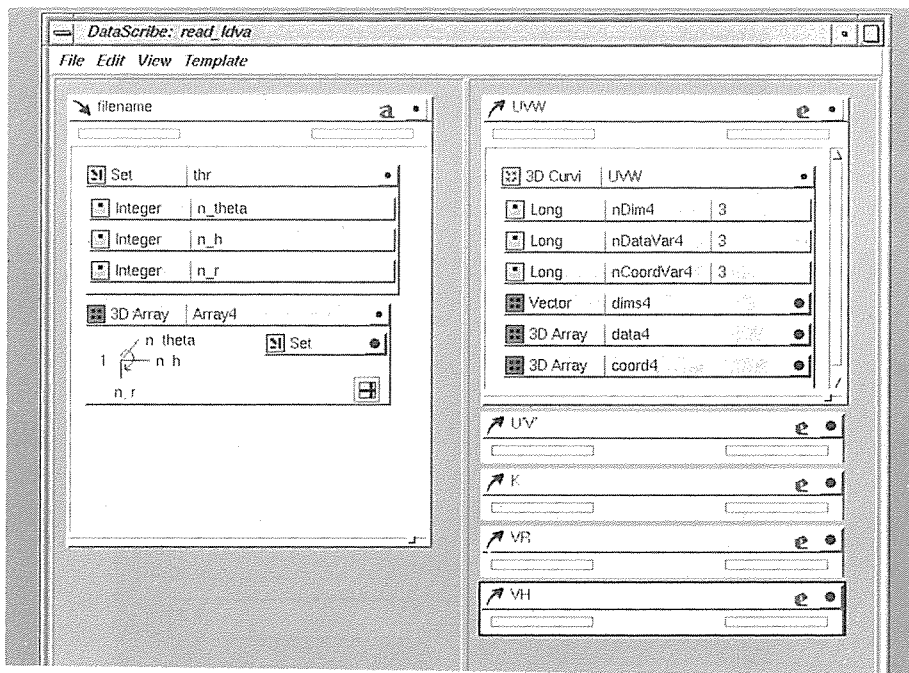 DataScribe: read_ldva
File Edit View Template
filename a
Set thr
Integer n_theta
Integer n_h
Integer n_r
3D Array Array4
n theta
1 n h
n r
Set
UVW e
3D Curvi UVW
Long nDim4 3
Long nDataVar4 3
Long nCoordVar4 3
Vector dims4
3D Array data4
3D Array coord4
U'V' e
K e
VR e
VH e